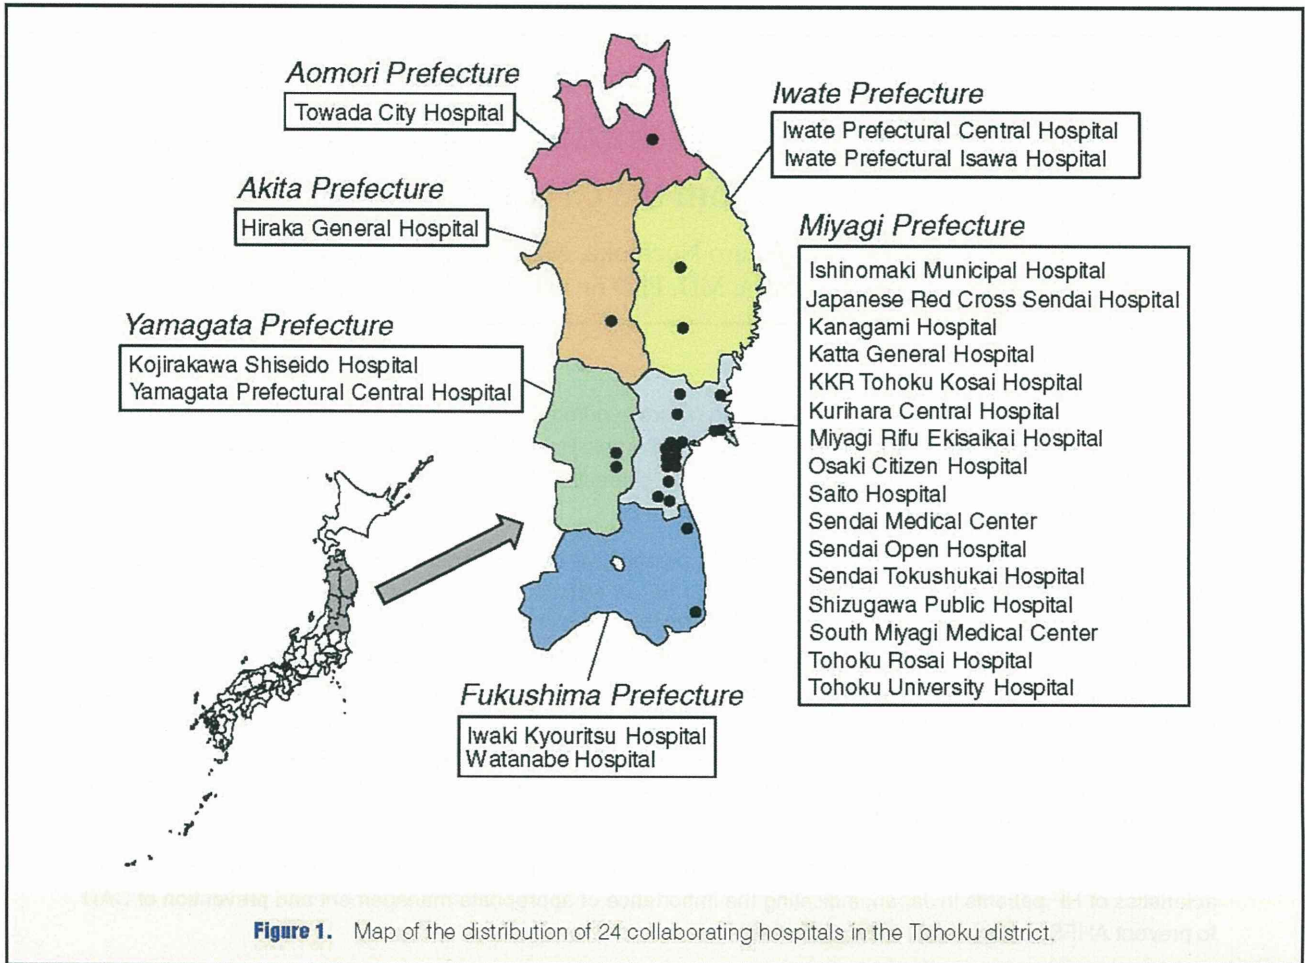 Aomori Prefecture
Towada City Hospital
Iwate Prefecture
Iwate Prefectural Central Hospital
Iwate Prefectural Isawa Hospital
Akita Prefecture
Hiraka General Hospital
Miyagi Prefecture
Ishinomaki Municipal Hospital
Japanese Red Cross Sendai Hospital
Kanagami Hospital
Katta General Hospital
KKR Tohoku Kosai Hospital
Kurihara Central Hospital
Miyagi Rifu Ekisaikai Hospital
Osaki Citizen Hospital
Saito Hospital
Sendai Medical Center
Sendai Open Hospital
Sendai Tokushukai Hospital
Shizugawa Public Hospital
South Miyagi Medical Center
Tohoku Rosai Hospital
Tohoku University Hospital
Yamagata Prefecture
Kojirakawa Shiseido Hospital
Yamagata Prefectural Central Hospital
Fukushima Prefecture
Iwaki Kyouritsu Hospital
Watanabe Hospital
Figure 1. Map of the distribution of 24 collaborating hospitals in the Tohoku district.